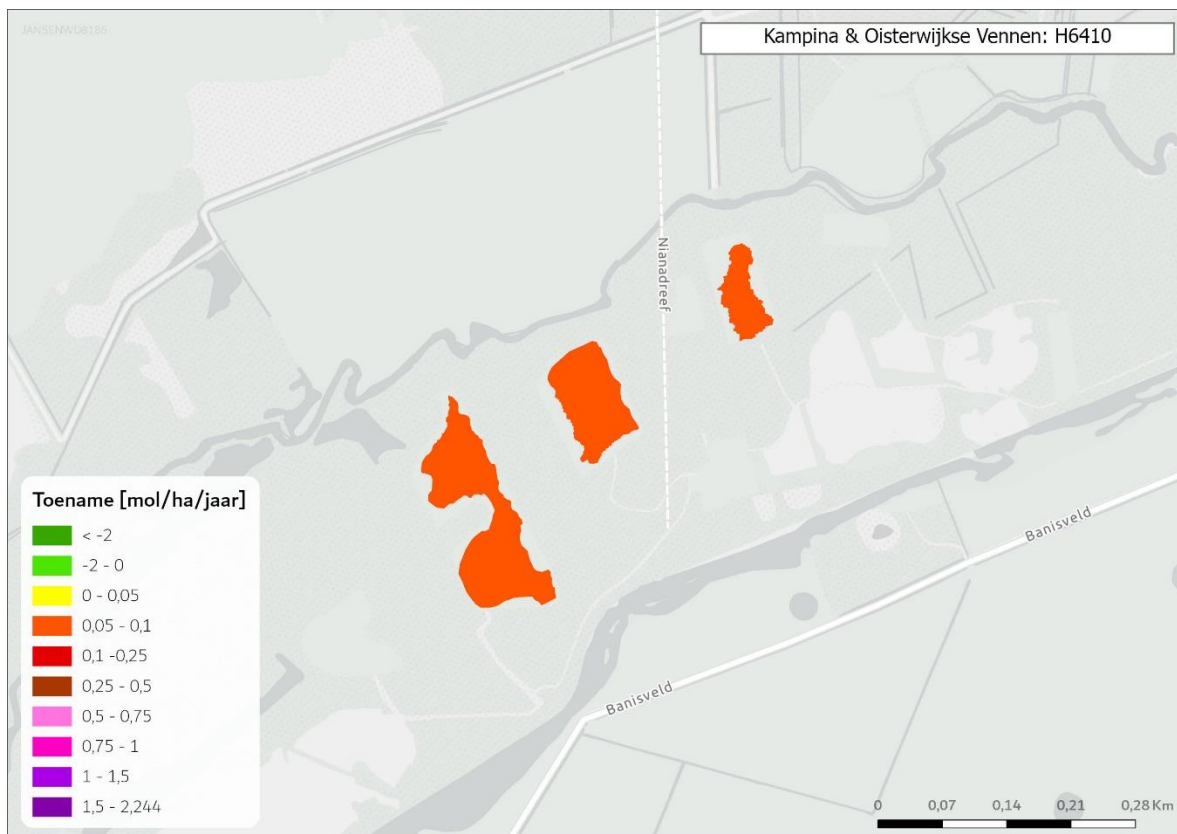 JANSENWD8186
Kampina & Oisterwijkse Vennen: H6410
Nianadreef
Banisveld
Banisveld
Toename [mol/ha/jaar]
< -2
-2 - 0
0 - 0,05
0,05 - 0,1
0,1 -0,25
0,25 - 0,5
0,5 - 0,75
0,75 - 1
1 - 1,5
1,5 - 2,244
0 0,07 0,14 0,21 0,28 Km